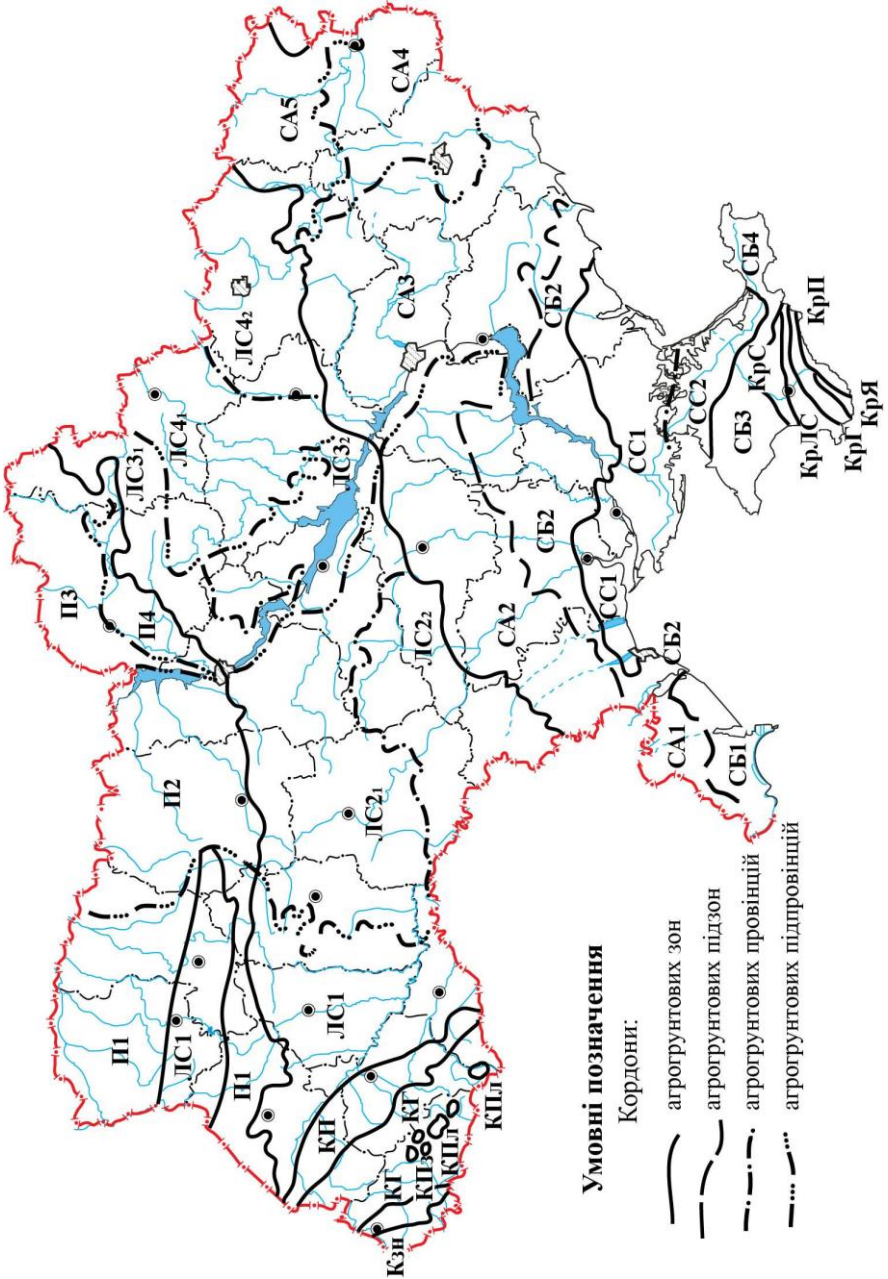 П1
П3
П4
П2
ЛС1
П1
ЛС3₁
ЛС4₁
ЛС4₂
СА5
СА4
ЛС1
ЛС2₁
ЛС2₂
ЛС3₂
СА3
КП
КГ
КГ
КПз
КПл
КПл
Кзн
СА2
СБ2
СБ2
СС1
СС1
СБ2
СА1
СБ1
СС2
СБ3
СБ4
КрС
КрЛС
КрГ
КрЯ
КрП
Умовні позначення
Кордони:
агрогрунтових зон
агрогрунтових підзон
агрогрунтових провінцій
агрогрунтових підпровінцій